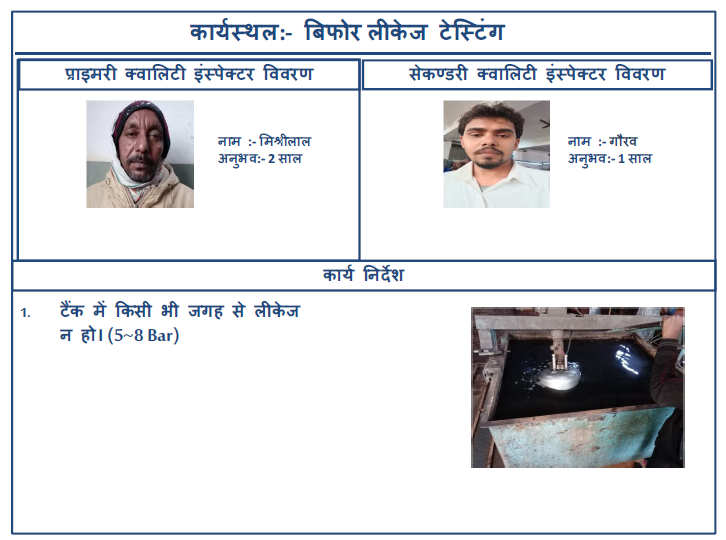 कार्यस्थल:- बिफोर लीकेज टेस्टिंग
प्राइमरी क्वालिटी इंस्पेक्टर विवरण
सेकण्डरी क्वालिटी इंस्पेक्टर विवरण
नाम :- मिश्रीलाल
अनुभव:- 2 साल
नाम :- गौरव
अनुभव:- 1 साल
कार्य निर्देश
1. टैंक में किसी भी जगह से लीकेज
न हो। (5~8 Bar)